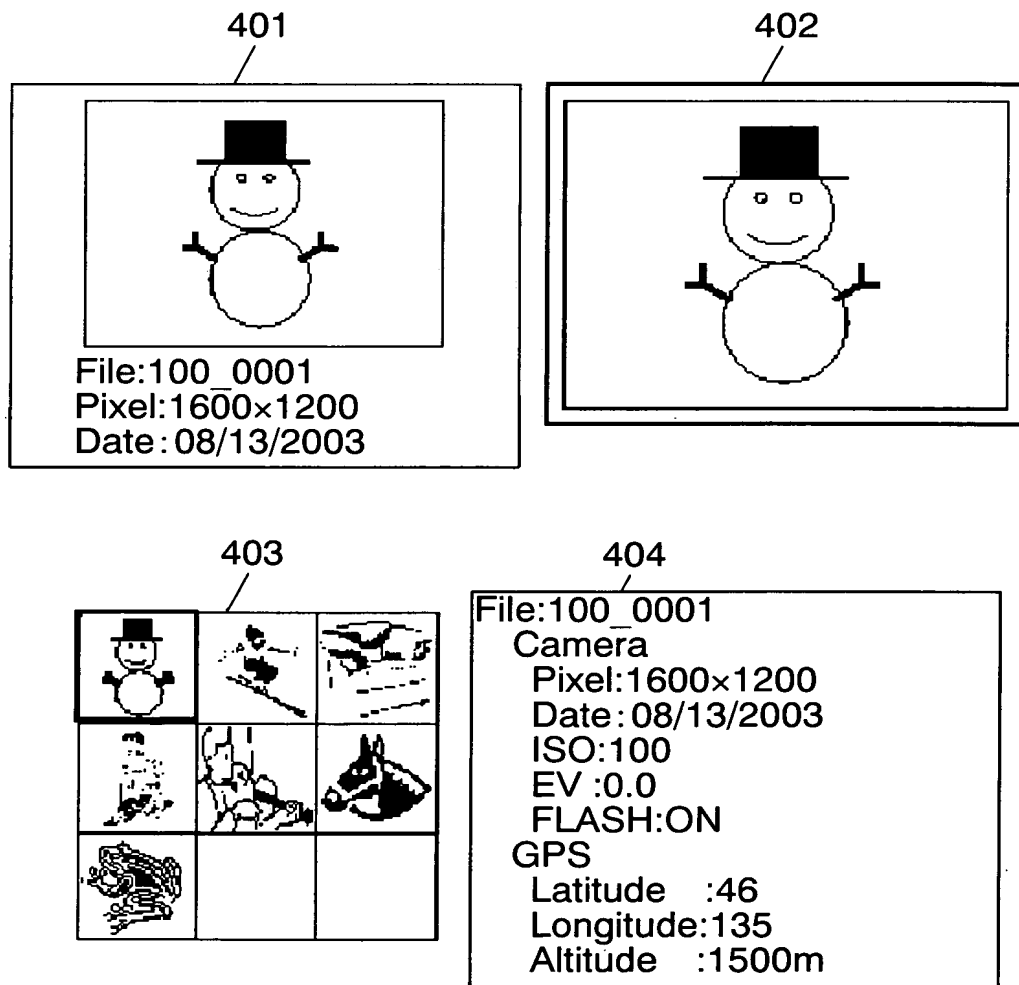 401
402
File:100_0001
Pixel:1600×1200
Date:08/13/2003
403
404
File:100_0001
Camera
Pixel:1600×1200
Date:08/13/2003
ISO:100
EV :0.0
FLASH:ON
GPS
Latitude :46
Longitude:135
Altitude :1500m